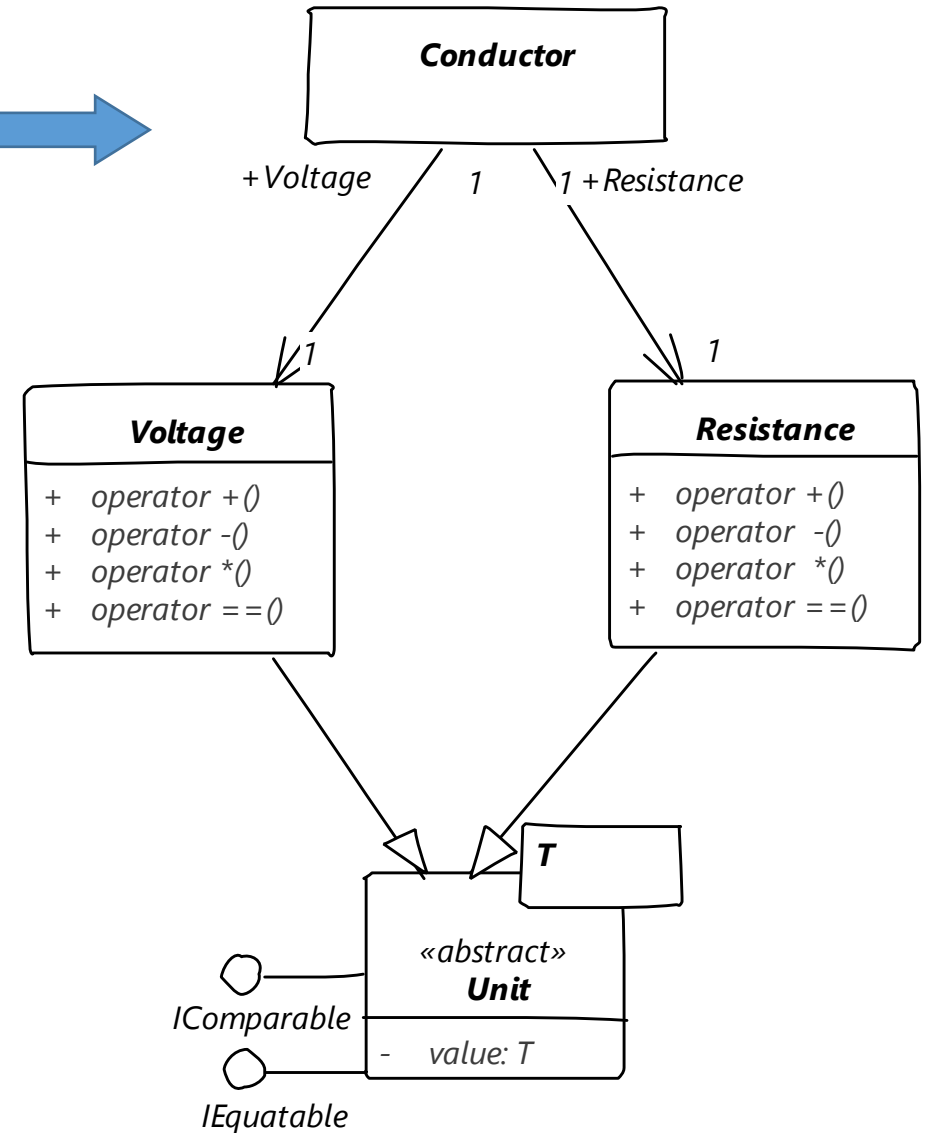 Conductor
+Voltage 1 1 +Resistance
1 1
Voltage
+ operator +()
+ operator -()
+ operator *()
+ operator ==()
Resistance
+ operator +()
+ operator -()
+ operator *()
+ operator ==()
T
«abstract»
Unit
IComparable
- value: T
IEquatable